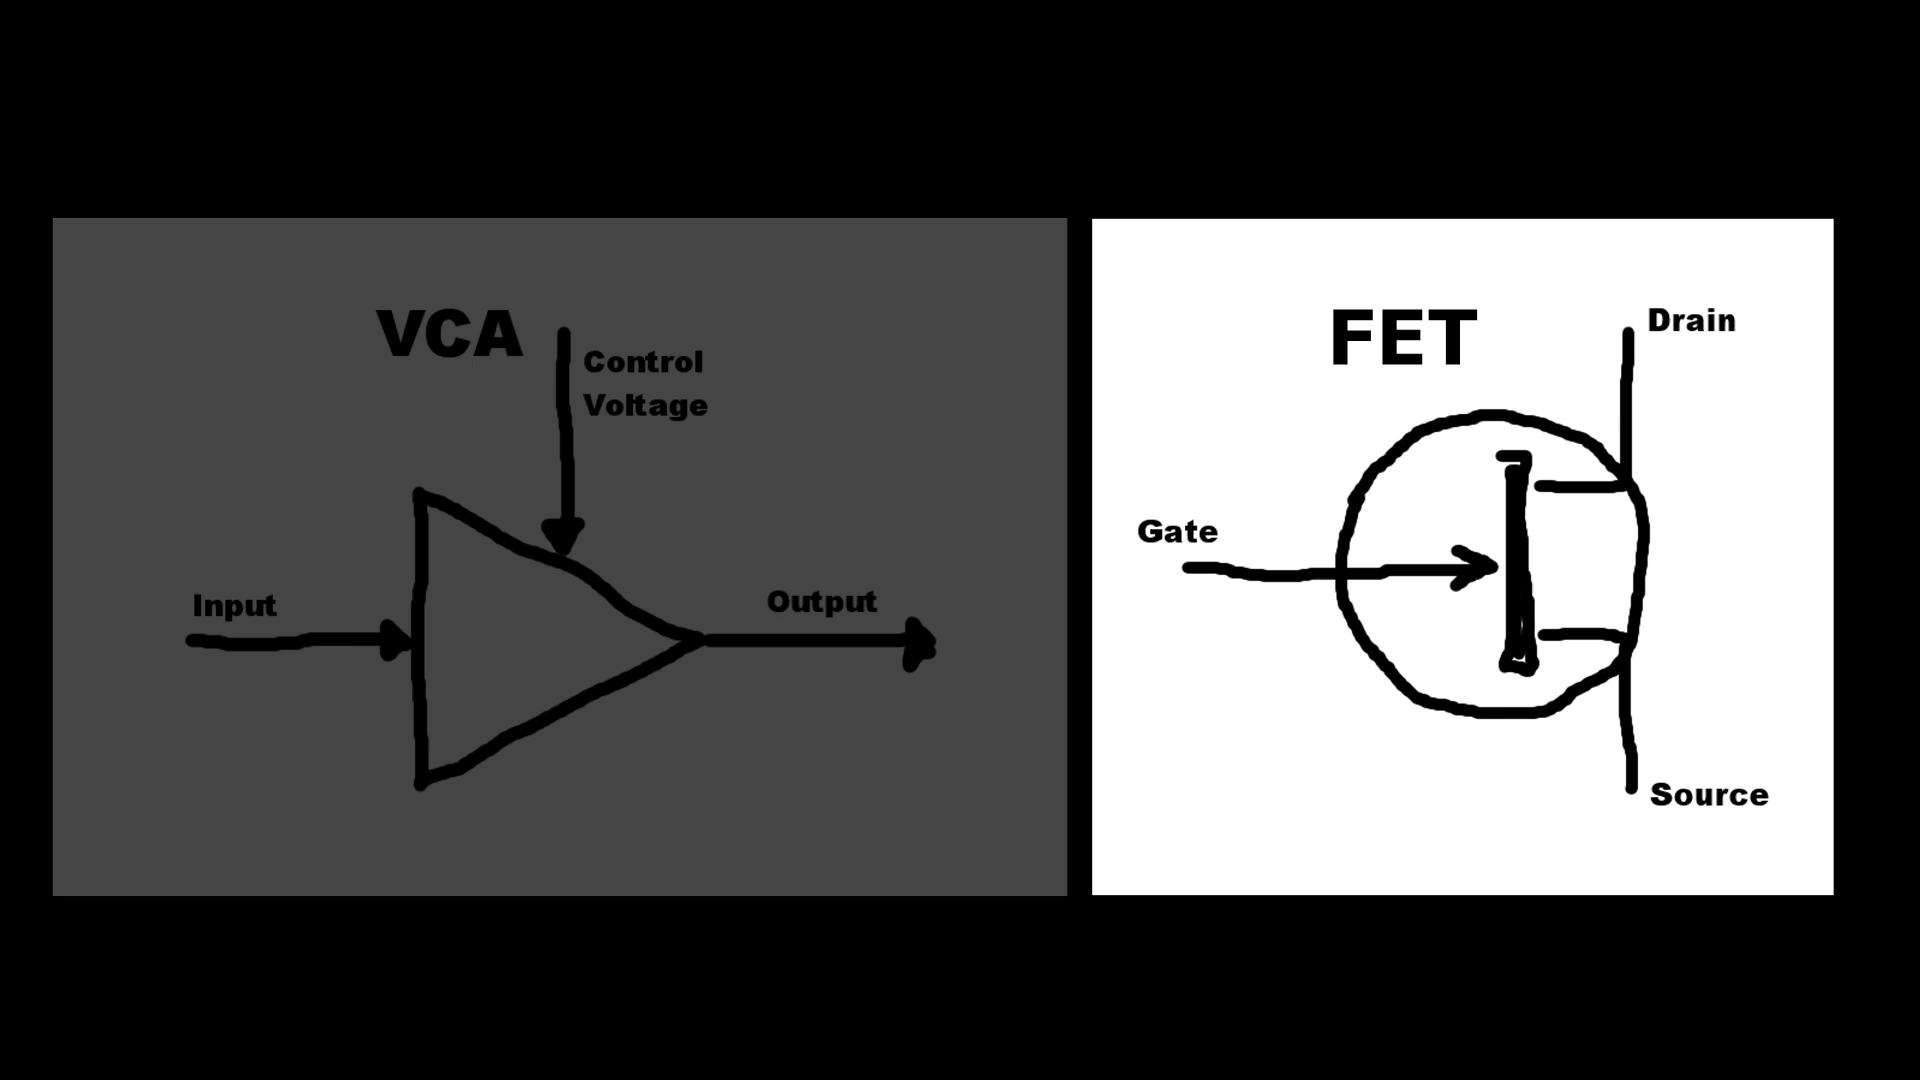 VCA
Control
Voltage
Input
Output
FET
Drain
Gate
Source